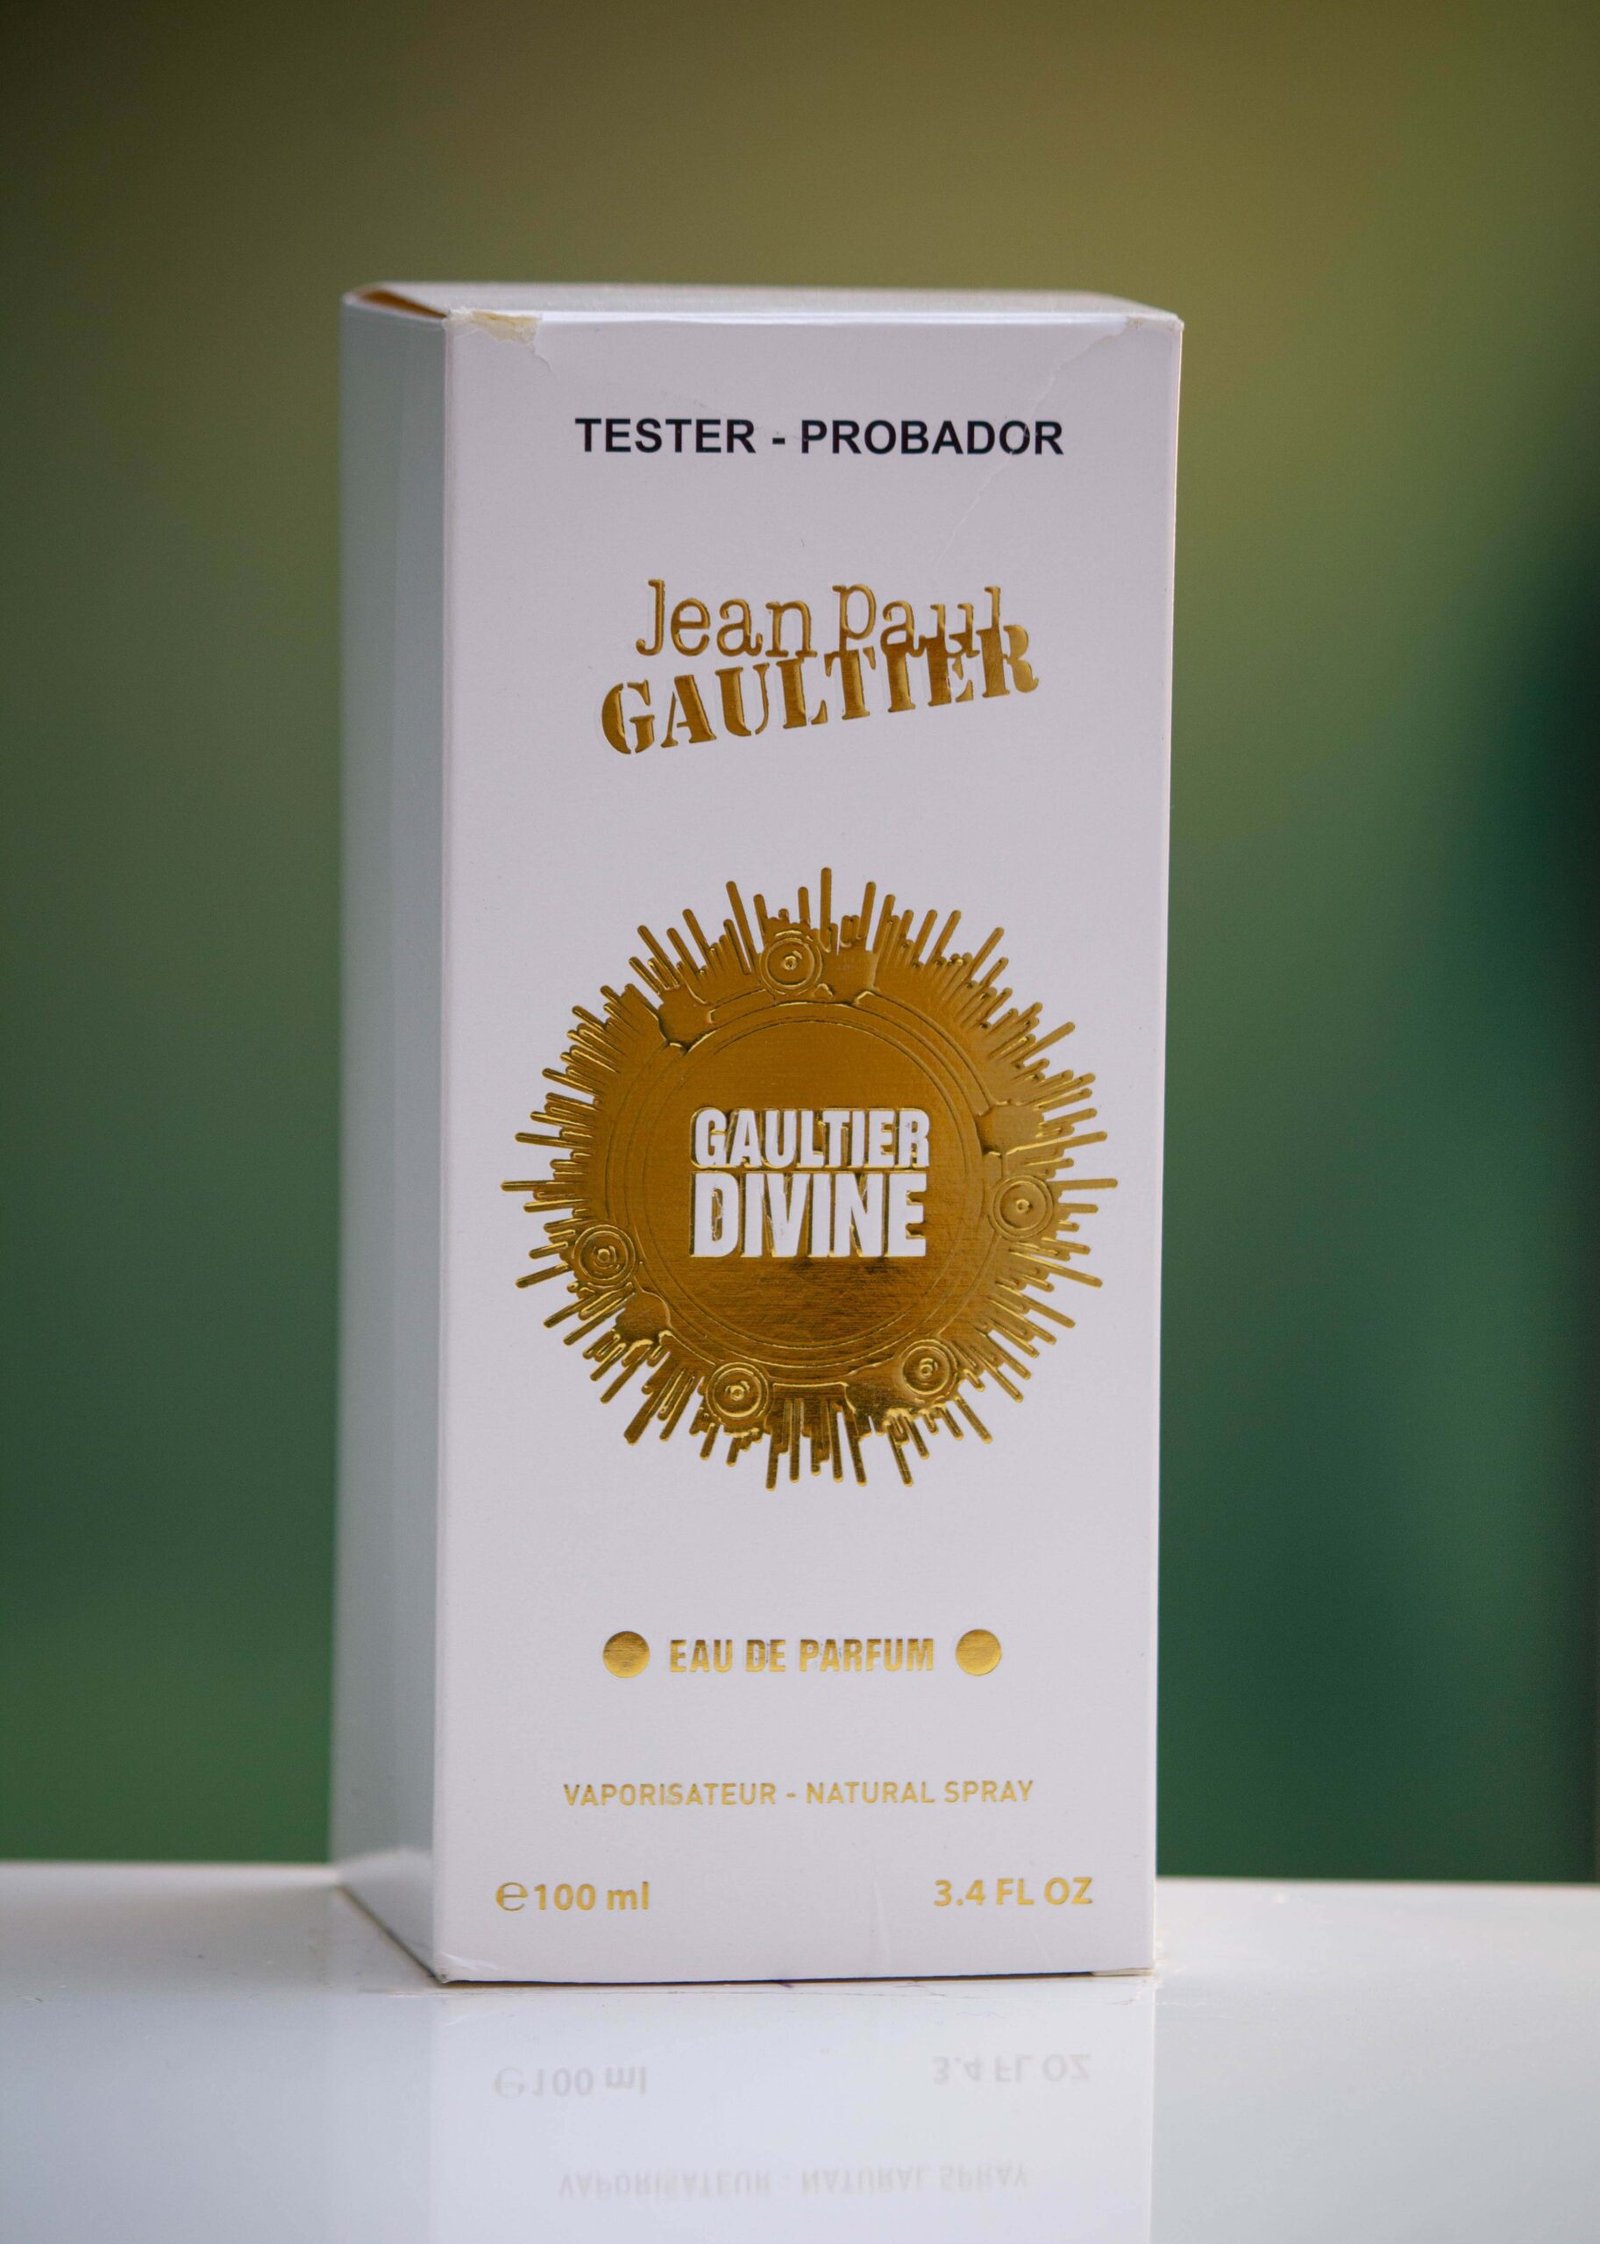 TESTER - PROBADOR
Jean Paul
GAULTIER
GAULTIER
DIVINE
EAU DE PARFUM
VAPORISATEUR - NATURAL SPRAY
℮100 ml 3.4 FL OZ